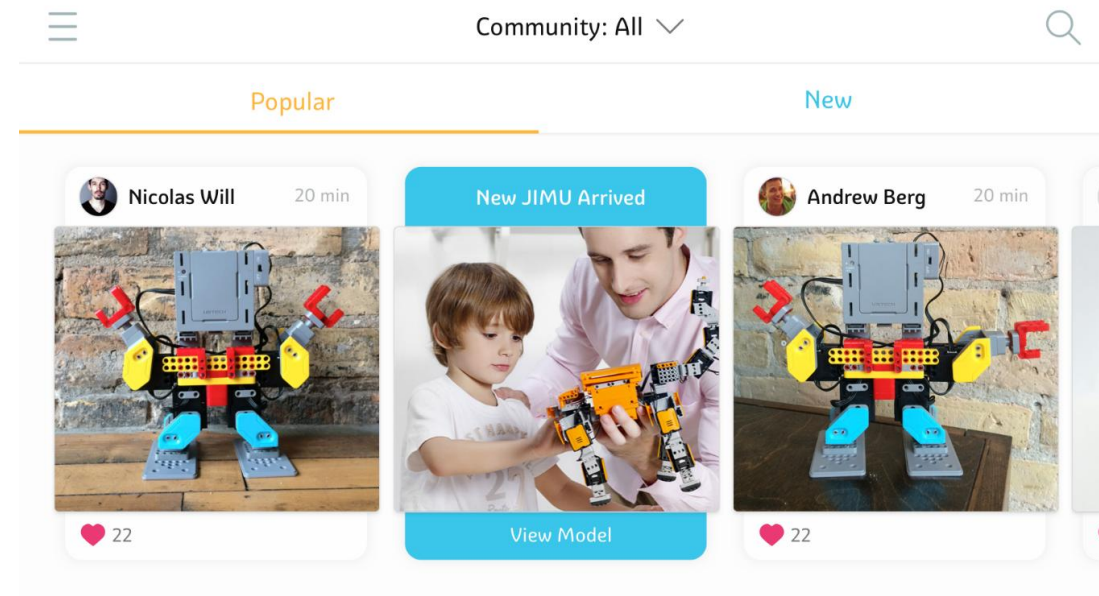 Community: All
Popular
New
Nicolas Will
20 min
22
New JIMU Arrived
View Model
Andrew Berg
20 min
22